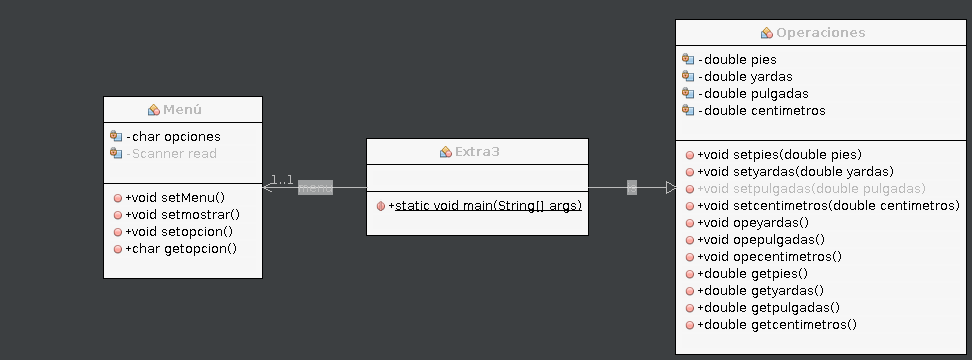 Menú
-char opciones
-Scanner read
+void setMenu()
+void setmostrar()
+void setopcion()
+char getopcion()
1..1
menu
Extra3
+static void main(String[] args)
is
Operaciones
-double pies
-double yardas
-double pulgadas
-double centimetros
+void setpies(double pies)
+void setyardas(double yardas)
+void setpulgadas(double pulgadas)
+void setcentimetros(double centimetros)
+void opeyardas()
+void opepulgadas()
+void opecentimetros()
+double getpies()
+double getyardas()
+double getpulgadas()
+double getcentimetros()